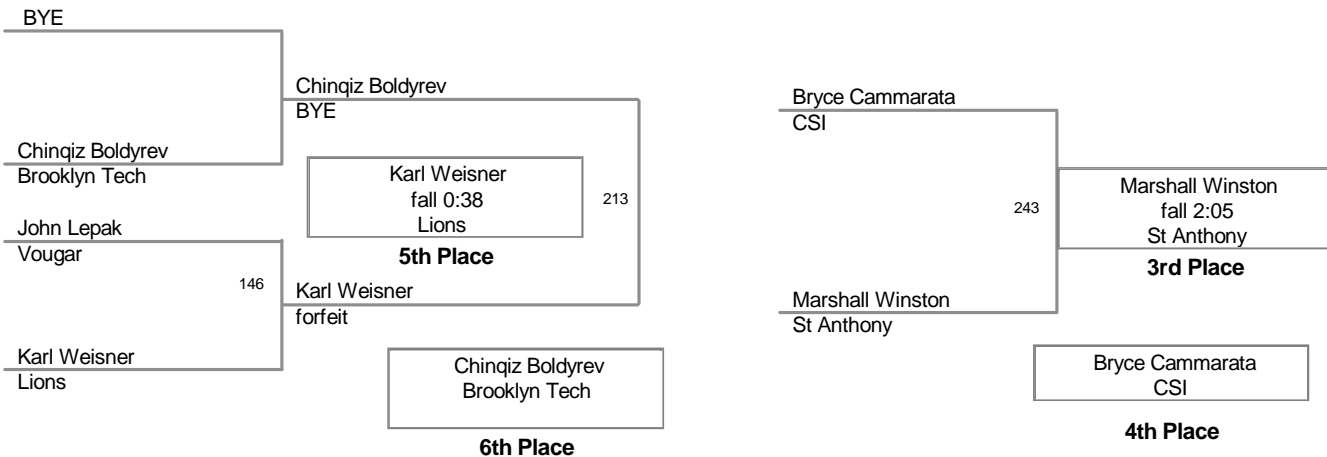 BYE
Chinqiz Boldyrev
BYE
Chinqiz Boldyrev
Brooklyn Tech
Karl Weisner
fall 0:38
Lions
213
5th Place
John Lepak
Vougar
146
Karl Weisner
forfeit
Karl Weisner
Lions
Chinqiz Boldyrev
Brooklyn Tech
6th Place
Bryce Cammarata
CSI
243
Marshall Winston
fall 2:05
St Anthony
3rd Place
Marshall Winston
St Anthony
Bryce Cammarata
CSI
4th Place